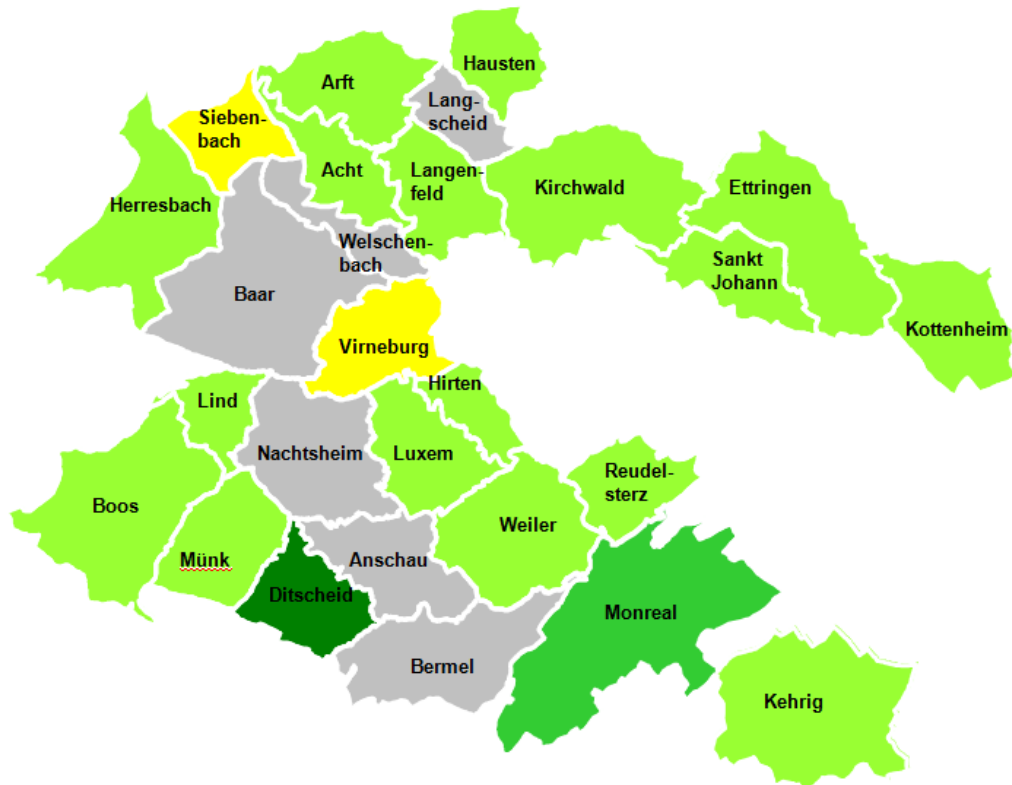 Hausten
Arft
Lang-
scheid
Sieben-
bach
Acht
Langen-
feld
Kirchwald
Ettringen
Herresbach
Welschen-
bach
Sankt
Johann
Baar
Kottenheim
Virneburg
Hirten
Lind
Nachtsheim
Luxem
Reudel-
sterz
Boos
Weiler
Münk
Anschau
Ditscheid
Monreal
Bermel
Kehrig